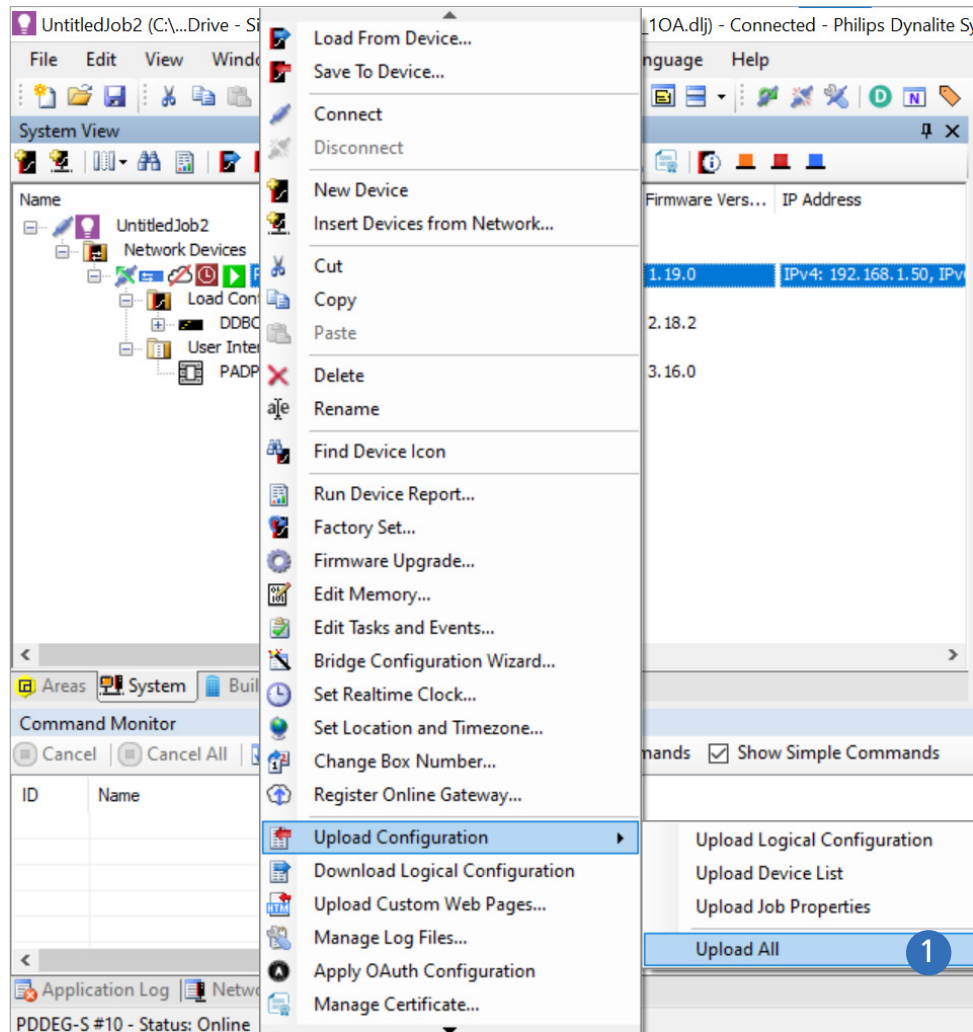 UntitledJob2 (C:\...Drive - Si
_1OA.dlj) - Connected - Philips Dynalite Sy
File Edit View Windo
nguage Help
System View
Name
Firmware Vers... IP Address
UntitledJob2
Network Devices
1.19.0 IPv4: 192.168.1.50, IPv
Load Con
DDBC
2.18.2
User Inter
PADP
3.16.0
Areas System Buil
Command Monitor
Cancel Cancel All
mands Show Simple Commands
ID Name
Application Log Netwo
PDDEG-S #10 - Status: Online
Load From Device...
Save To Device...
Connect
Disconnect
New Device
Insert Devices from Network...
Cut
Copy
Paste
Delete
Rename
Find Device Icon
Run Device Report...
Factory Set...
Firmware Upgrade...
Edit Memory...
Edit Tasks and Events...
Bridge Configuration Wizard...
Set Realtime Clock...
Set Location and Timezone...
Change Box Number...
Register Online Gateway...
Upload Configuration
Download Logical Configuration
Upload Custom Web Pages...
Manage Log Files...
Apply OAuth Configuration
Manage Certificate...
Upload Logical Configuration
Upload Device List
Upload Job Properties
Upload All
1